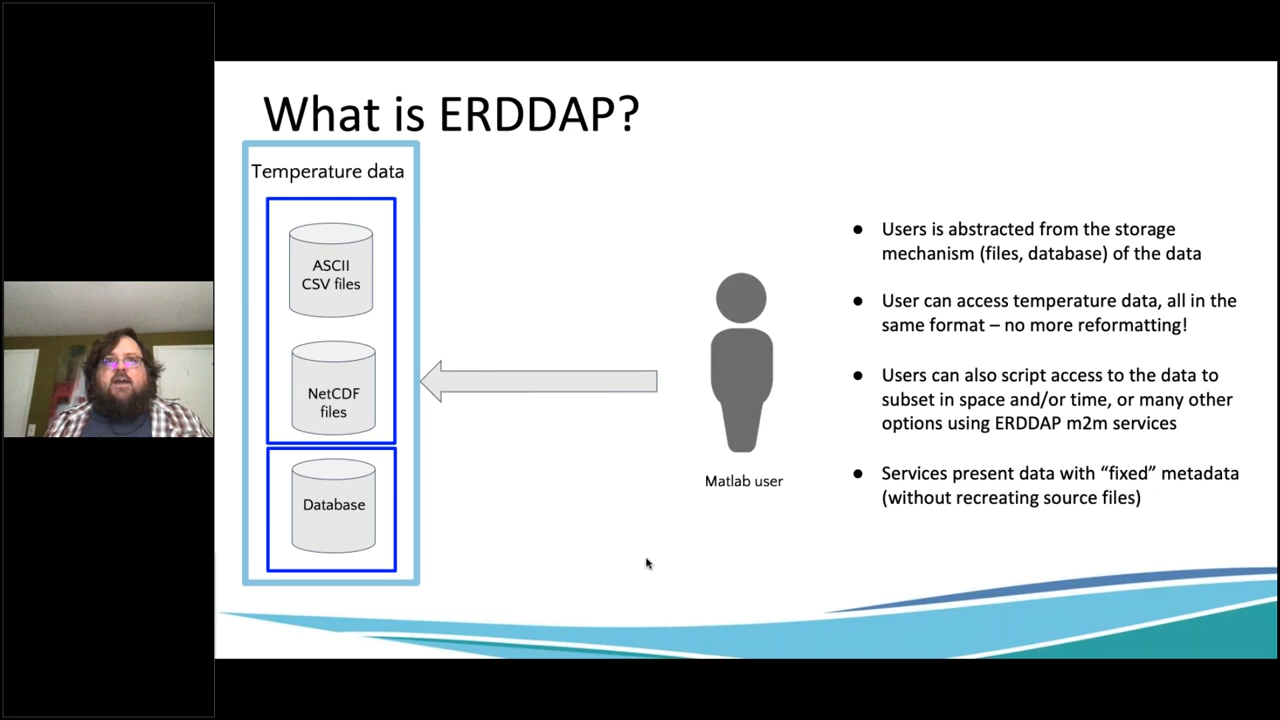 What is ERDDAP?
Temperature data
ASCII
CSV files
NetCDF
files
Database
Matlab user
● Users is abstracted from the storage
mechanism (files, database) of the data
● User can access temperature data, all in the
same format – no more reformatting!
● Users can also script access to the data to
subset in space and/or time, or many other
options using ERDDAP m2m services
● Services present data with “fixed” metadata
(without recreating source files)